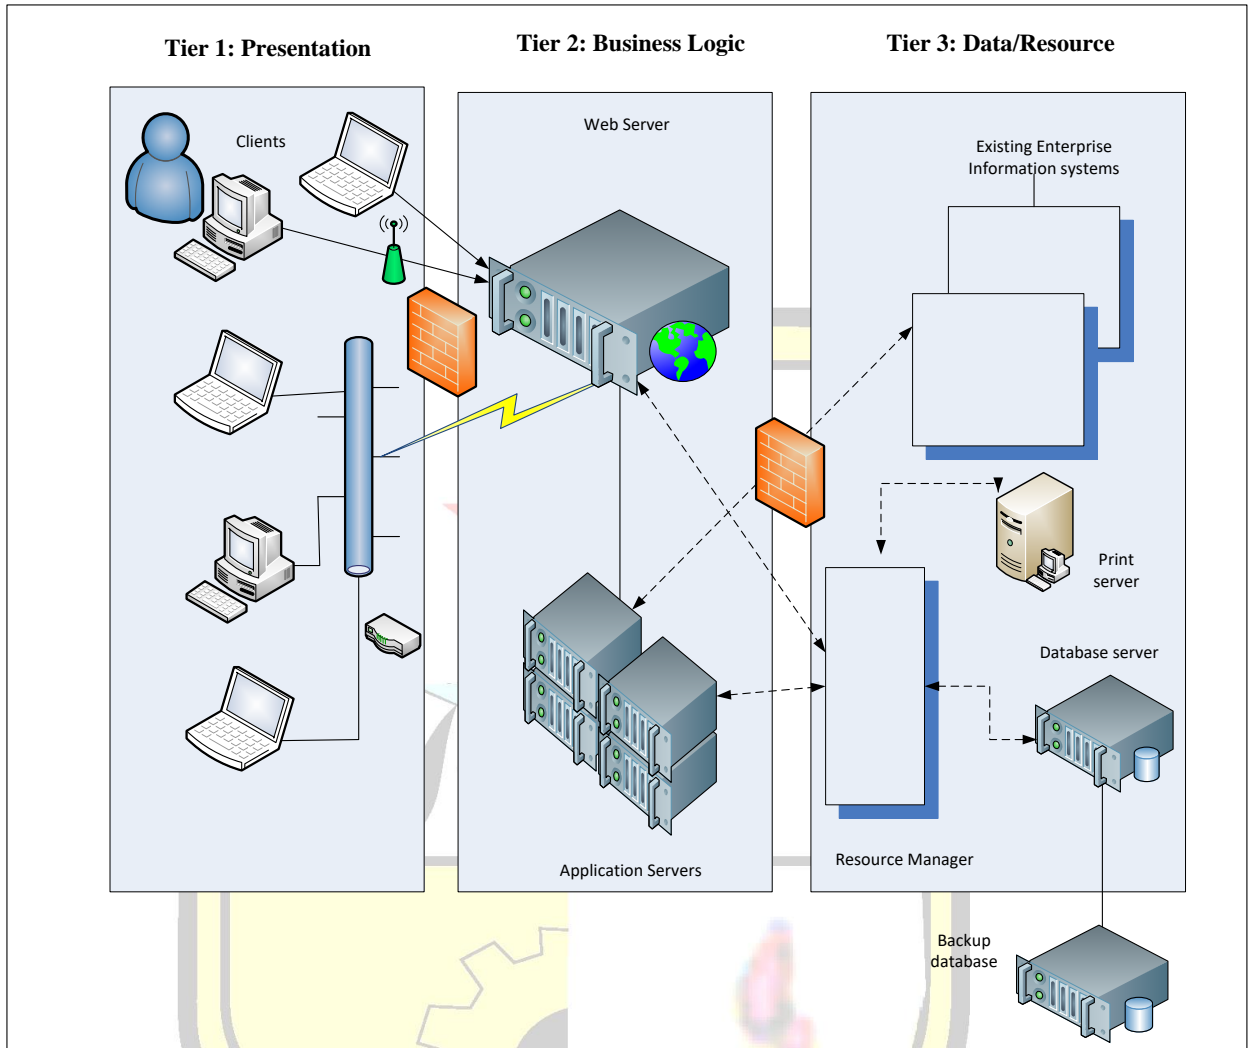 Tier 1: Presentation
Tier 2: Business Logic
Tier 3: Data/Resource
Clients
Web Server
Existing Enterprise
Information systems
Print
server
Database server
Resource Manager
Application Servers
Backup
database